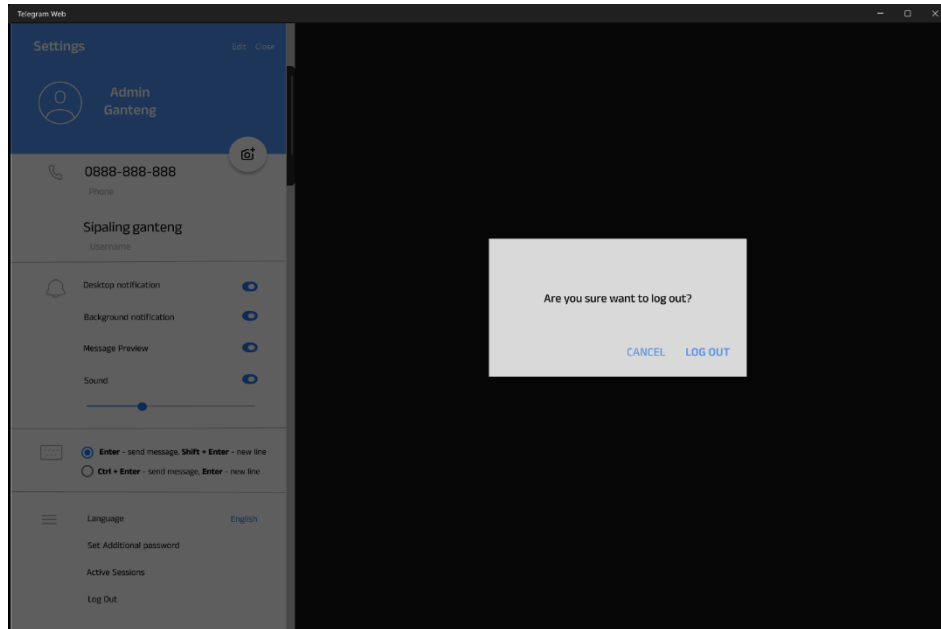 Telegram Web
Settings
Edit Close
Admin
Ganteng
0888-888-888
Phone
Sipaling ganteng
Username
Desktop notification
Background notification
Message Preview
Sound
Enter - send message, Shift + Enter - new line
Ctrl + Enter - send message, Enter - new line
Language English
Set Additional password
Active Sessions
Log Out
Are you sure want to log out?
CANCEL LOG OUT